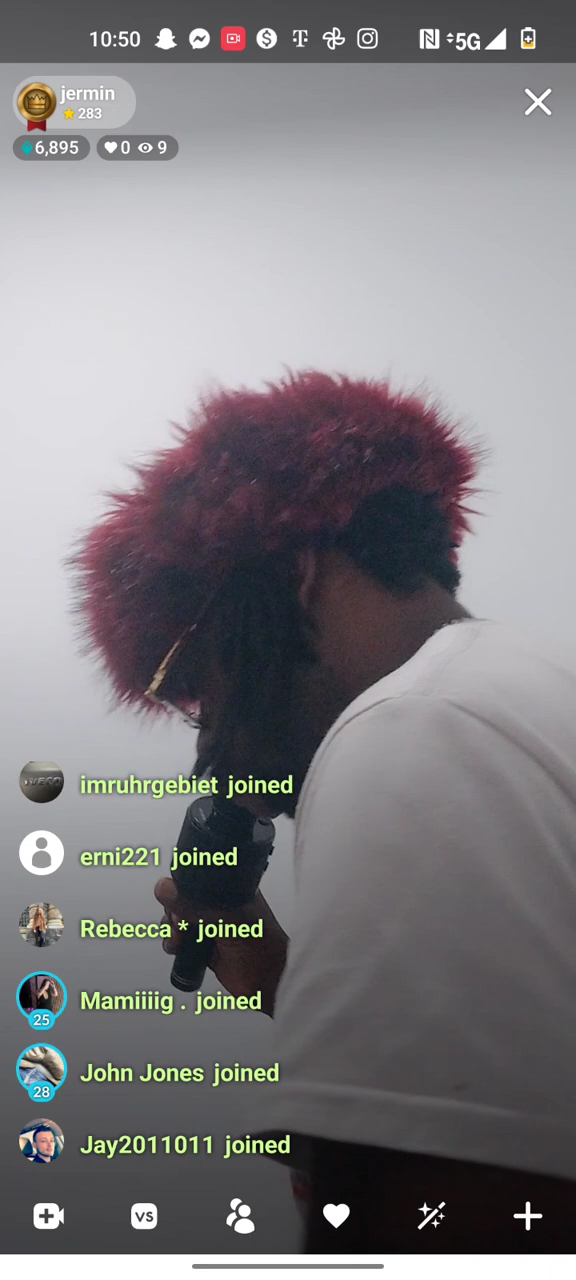 10:50
5G
jermin
283
6,895
0
9
imruhrgebiet joined
erni221 joined
Rebecca * joined
Mamiiiig . joined
25
John Jones joined
28
Jay2011011 joined
VS